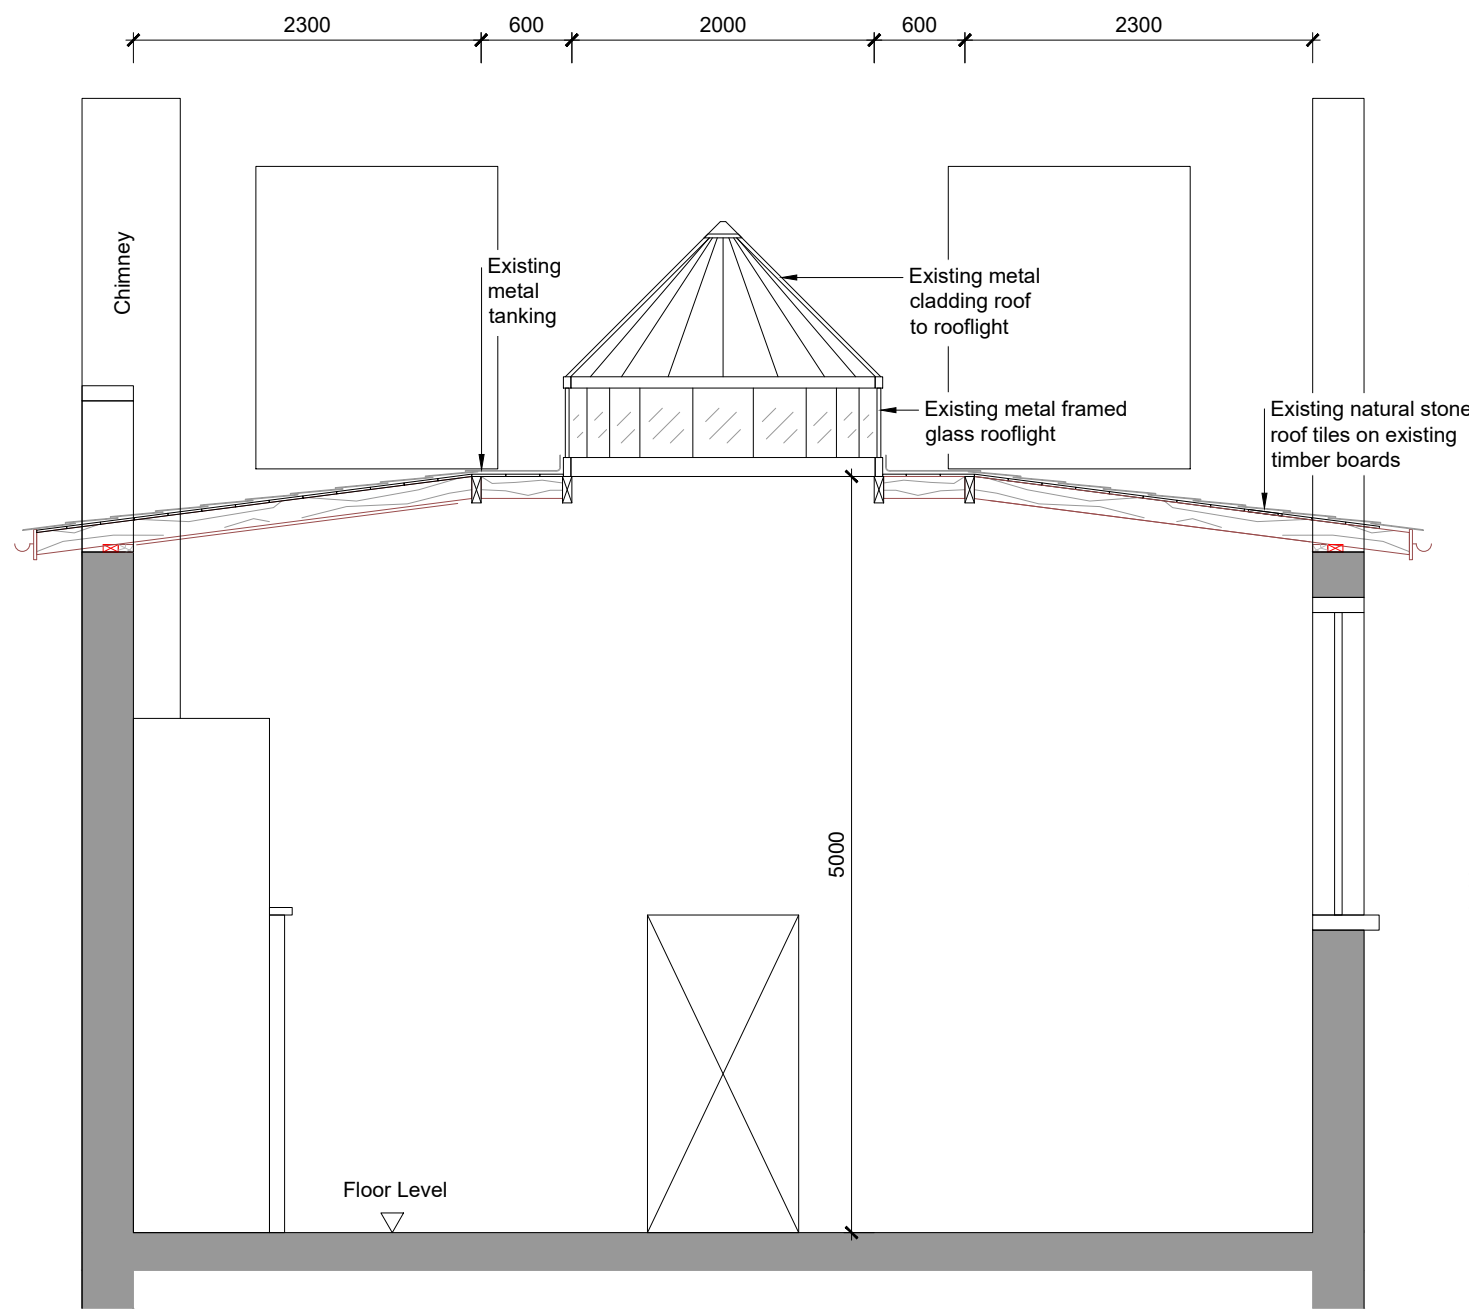 2300
600
2000
600
2300
Chimney
Existing
metal
tanking
Existing metal
cladding roof
to rooflight
Existing metal framed
glass rooflight
Existing natural stone
roof tiles on existing
timber boards
5000
Floor Level